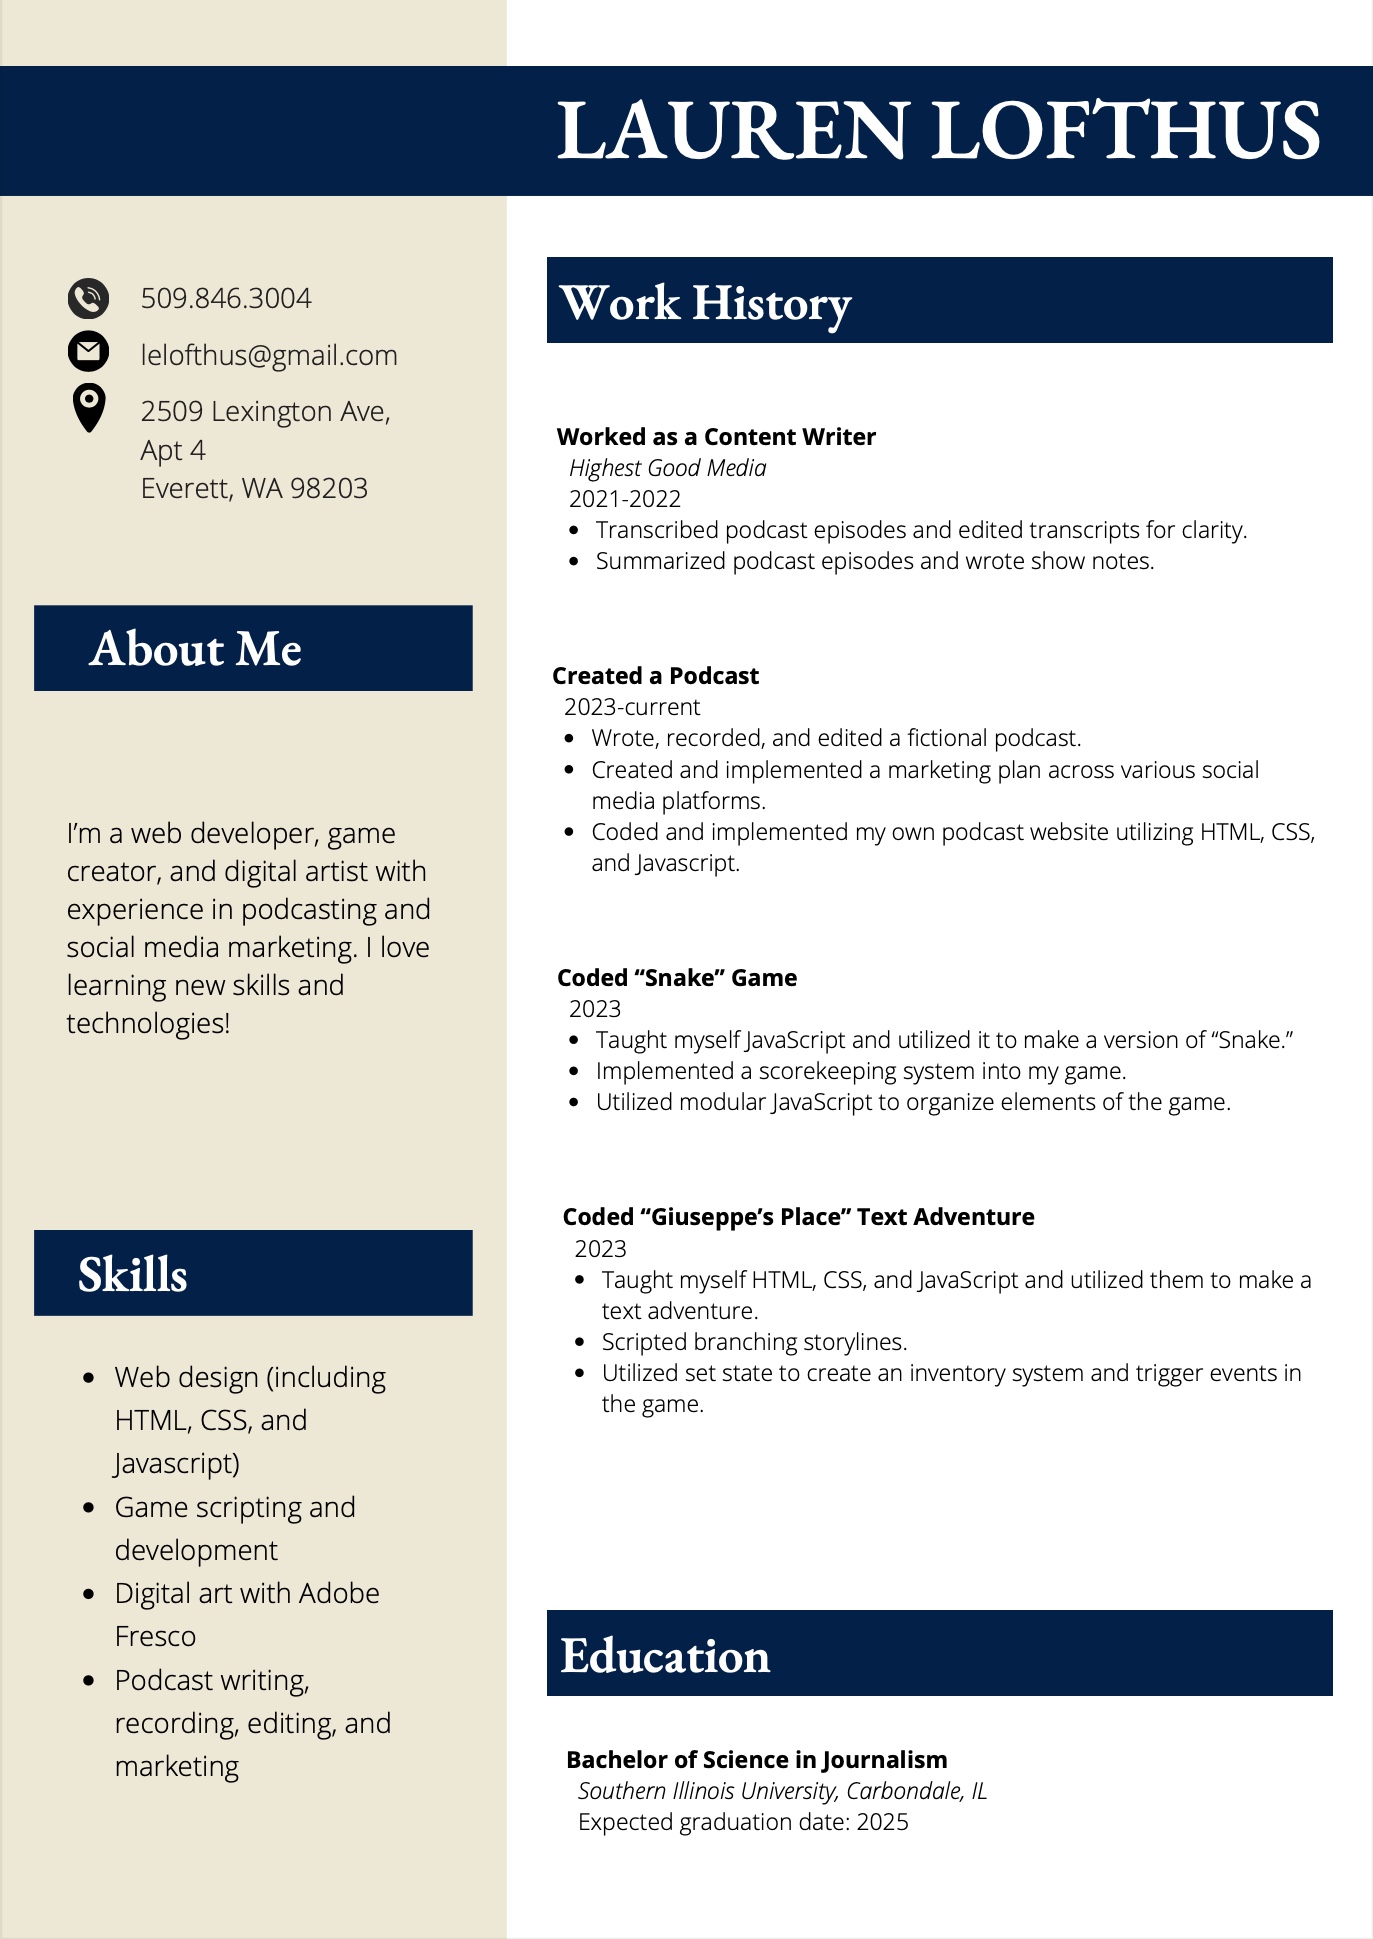 LAUREN LOFTHUS
509.846.3004
lelofthus@gmail.com
2509 Lexington Ave,
Apt 4
Everett, WA 98203
About Me
I’m a web developer, game
creator, and digital artist with
experience in podcasting and
social media marketing. I love
learning new skills and
technologies!
Skills
• Web design (including
HTML, CSS, and
Javascript)
• Game scripting and
development
• Digital art with Adobe
Fresco
• Podcast writing,
recording, editing, and
marketing
Work History
Worked as a Content Writer
Highest Good Media
2021-2022
• Transcribed podcast episodes and edited transcripts for clarity.
• Summarized podcast episodes and wrote show notes.
Created a Podcast
2023-current
• Wrote, recorded, and edited a fictional podcast.
• Created and implemented a marketing plan across various social
media platforms.
• Coded and implemented my own podcast website utilizing HTML, CSS,
and Javascript.
Coded “Snake” Game
2023
• Taught myself JavaScript and utilized it to make a version of “Snake.”
• Implemented a scorekeeping system into my game.
• Utilized modular JavaScript to organize elements of the game.
Coded “Giuseppe’s Place” Text Adventure
2023
• Taught myself HTML, CSS, and JavaScript and utilized them to make a
text adventure.
• Scripted branching storylines.
• Utilized set state to create an inventory system and trigger events in
the game.
Education
Bachelor of Science in Journalism
Southern Illinois University, Carbondale, IL
Expected graduation date: 2025